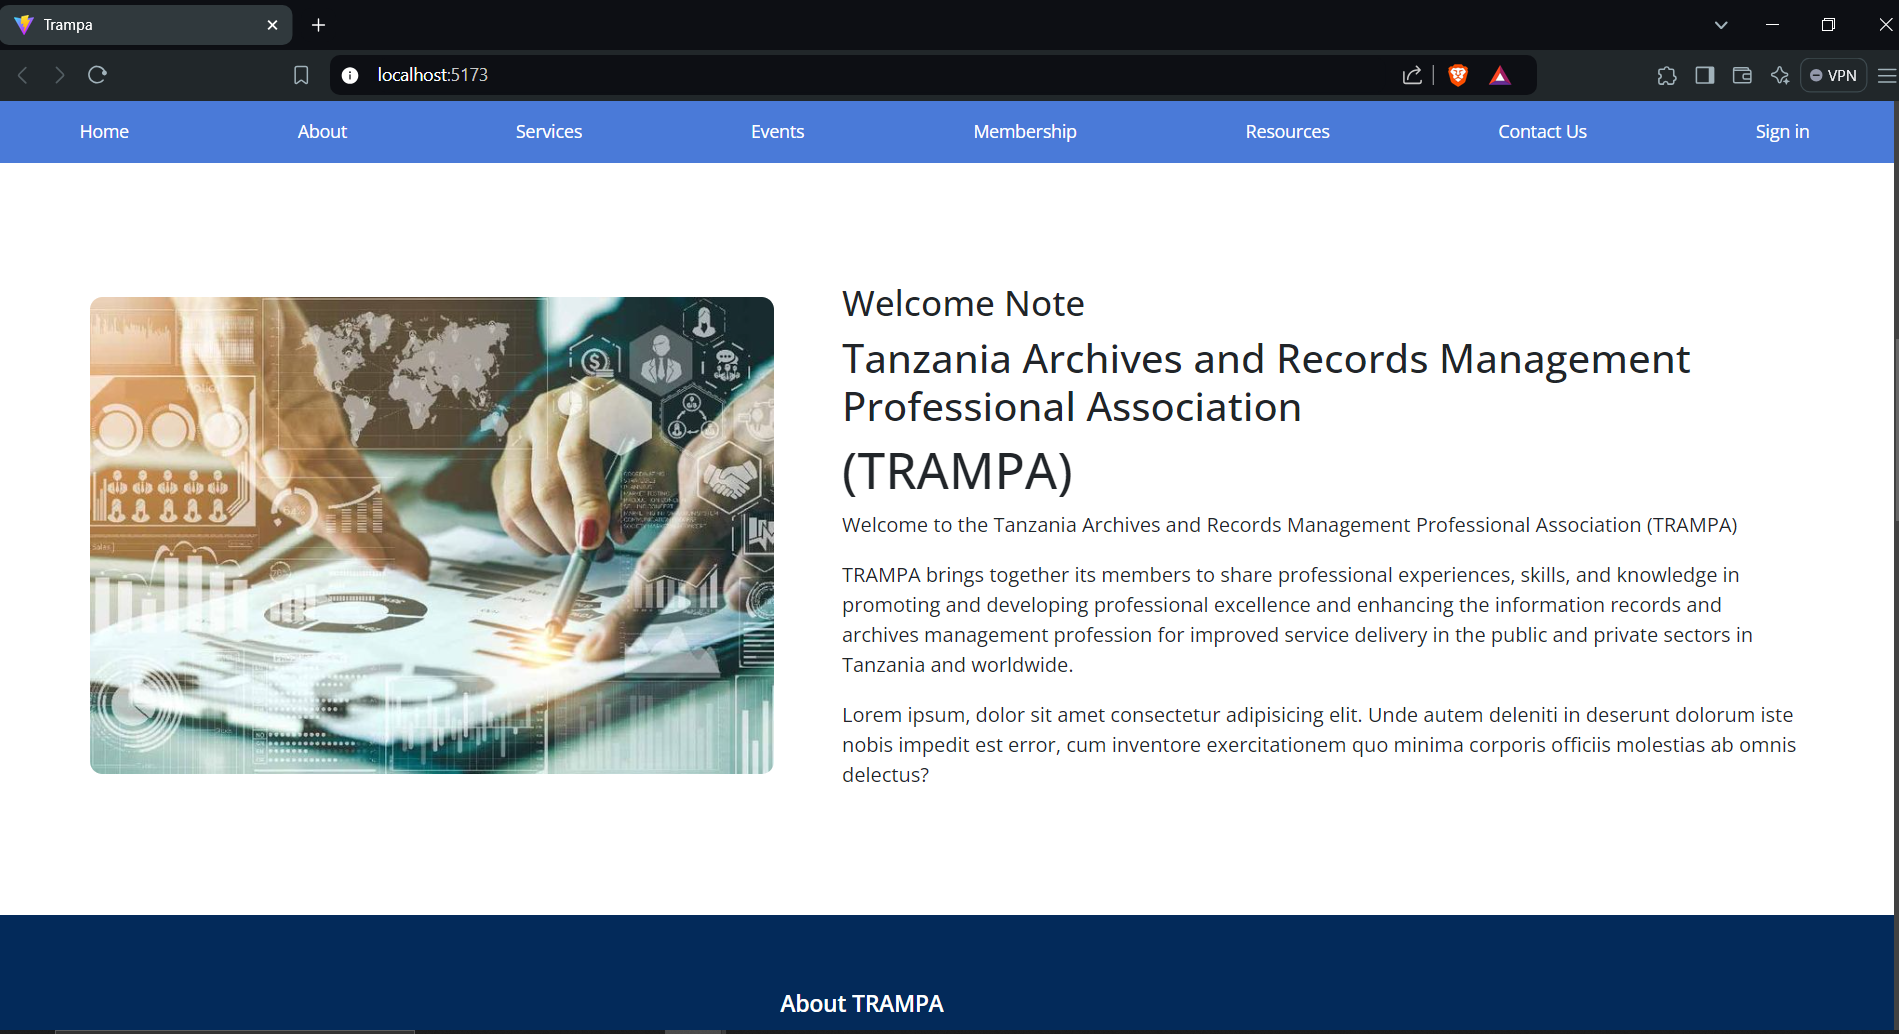 Trampa
localhost:5173
VPN
Home About Services Events Membership Resources Contact Us Sign in
Welcome Note
Tanzania Archives and Records Management
Professional Association
(TRAMPA)
Welcome to the Tanzania Archives and Records Management Professional Association (TRAMPA)
TRAMPA brings together its members to share professional experiences, skills, and knowledge in
promoting and developing professional excellence and enhancing the information records and
archives management profession for improved service delivery in the public and private sectors in
Tanzania and worldwide.
Lorem ipsum, dolor sit amet consectetur adipisicing elit. Unde autem deleniti in deserunt dolorum iste
nobis impedit est error, cum inventore exercitationem quo minima corporis officiis molestias ab omnis
delectus?
About TRAMPA